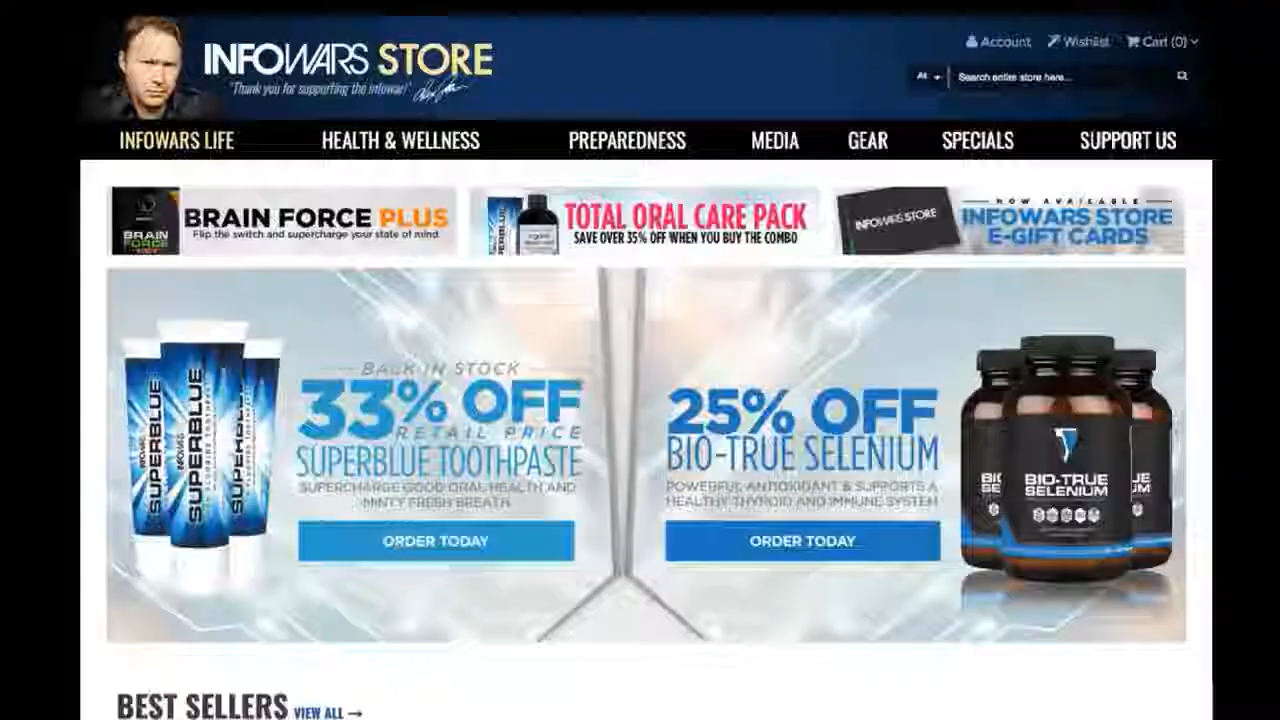 INFOWARS STORE
"Thank you for supporting the infowar!"
Account Wishlist Cart (0)
All Search entire store here...
INFOWARS LIFE HEALTH & WELLNESS PREPAREDNESS MEDIA GEAR SPECIALS SUPPORT US
BRAIN FORCE
BRAIN FORCE PLUS
Flip the switch and supercharge your state of mind.
TOTAL ORAL CARE PACK
SAVE OVER 35% OFF WHEN YOU BUY THE COMBO
INFOWARS STORE
NOW AVAILABLE
INFOWARS STORE
E-GIFT CARDS
SUPERBLUE
SUPERBLUE
SUPERBLUE
BACK IN STOCK
33% OFF
RETAIL PRICE
SUPERBLUE TOOTHPASTE
SUPERCHARGE GOOD ORAL HEALTH AND
MINTY FRESH BREATH
ORDER TODAY
25% OFF
BIO-TRUE SELENIUM
POWERFUL ANTIOXIDANT & SUPPORTS A
HEALTHY THYROID AND IMMUNE SYSTEM
ORDER TODAY
BIO-TRUE
SELENIUM
BEST SELLERS VIEW ALL →